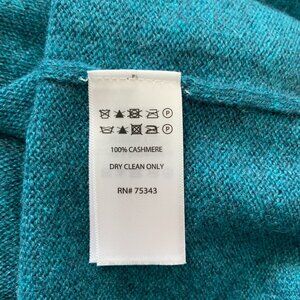 100% CASHMERE
DRY CLEAN ONLY
RN# 75343